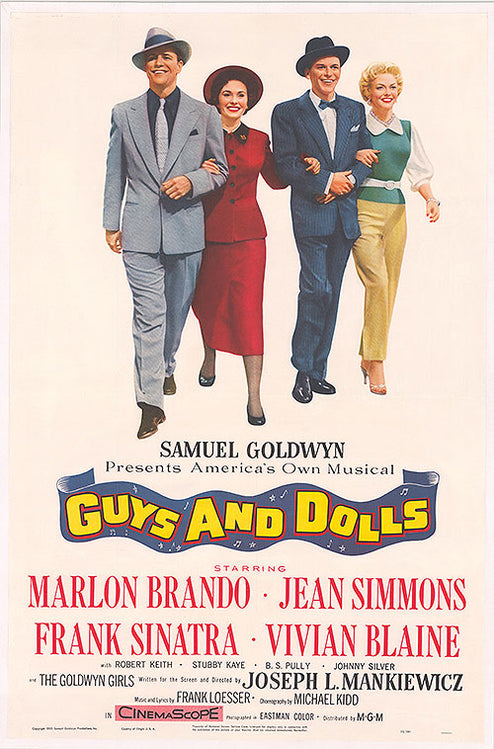 SAMUEL GOLDWYN
Presents America's Own Musical
GUYS AND DOLLS
STARRING
MARLON BRANDO · JEAN SIMMONS
FRANK SINATRA · VIVIAN BLAINE
with ROBERT KEITH · STUBBY KAYE · B. S. PULLY · JOHNNY SILVER
and THE GOLDWYN GIRLS Written for the Screen and Directed by JOSEPH L. MANKIEWICZ
Music and Lyrics by FRANK LOESSER · Choreography by MICHAEL KIDD
IN CINEMASCOPE Photographed in EASTMAN COLOR · Distributed by M-G-M
Country of Origin U.S.A.